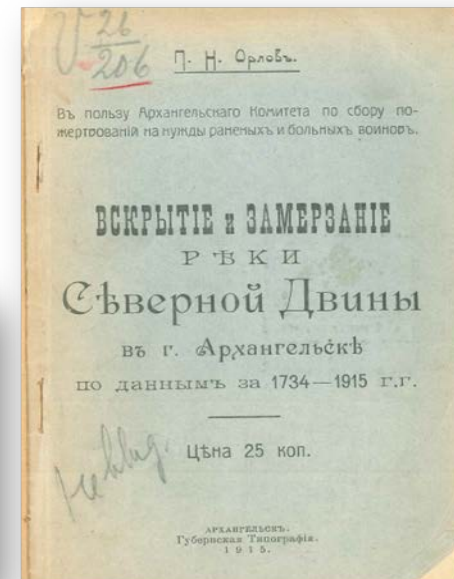 V 26
206
П. Н. Орловъ.
Въ пользу Архангельскаго Комитета по сбору по-
жертвованій на нужды раненыхъ и больныхъ воиновъ.
ВСКРЫТІЕ и ЗАМЕРЗАНІЕ
РѢКИ
Сѣверной Двины
въ г. Архангельскѣ
по даннымъ за 1734—1915 г.г.
Цѣна 25 коп.
АРХАНГЕЛЬСКЪ.
Губернская Типографія.
1915.